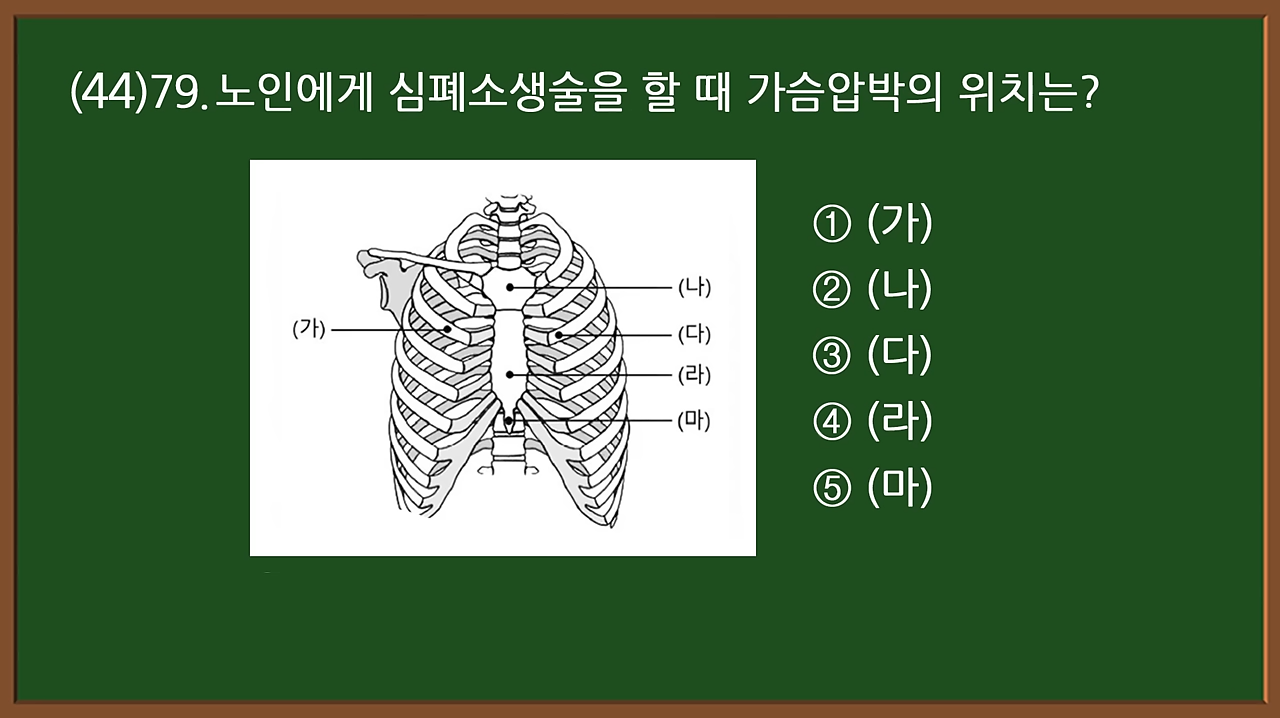 (44)79. 노인에게 심폐소생술을 할 때 가슴압박의 위치는?
(가)
(나)
(다)
(라)
(마)
① (가)
② (나)
③ (다)
④ (라)
⑤ (마)